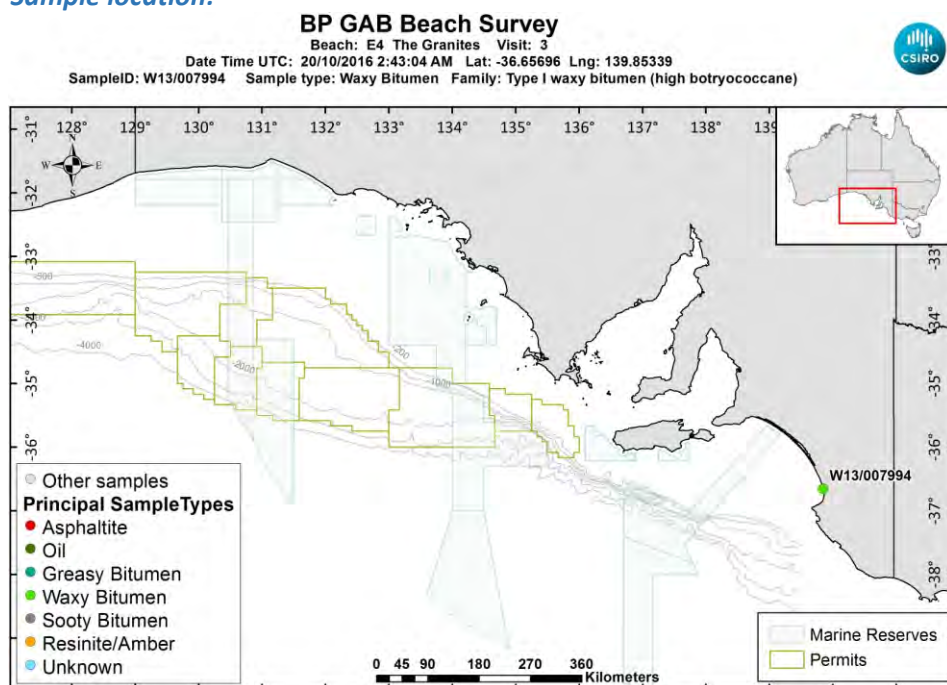 Sample location:
BP GAB Beach Survey
Beach: E4 The Granites Visit: 3
Date Time UTC: 20/10/2016 2:43:04 AM Lat: -36.65696 Lng: 139.85339
SampleID: W13/007994 Sample type: Waxy Bitumen Family: Type I waxy bitumen (high botryococcane)
CSIRO
128° 129° 130° 131° 132° 133° 134° 135° 136° 137° 138° 139
-31°
-32°
-33°
-34°
-35°
-36°
N
W E
S
-33°
-34°
-35°
-36°
-37°
-38°
-200
-4000
-2000
-1000
W13/007994
Other samples
Principal SampleTypes
Asphaltite
Oil
Greasy Bitumen
Waxy Bitumen
Sooty Bitumen
Resinite/Amber
Unknown
0 45 90 180 270 360
Kilometers
Marine Reserves
Permits